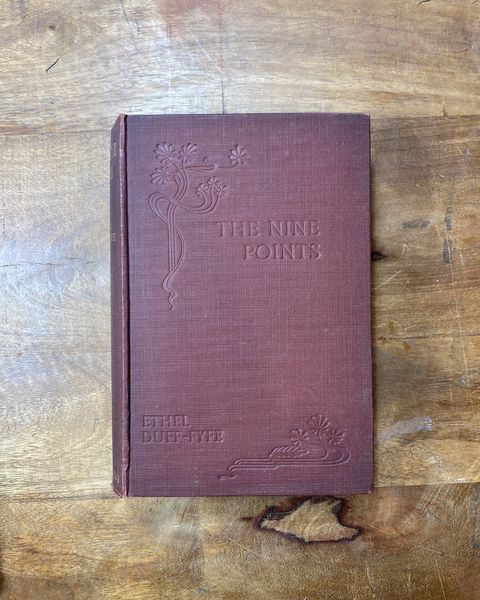 THE NINE
POINTS
ETHEL
DUFF-FYFE